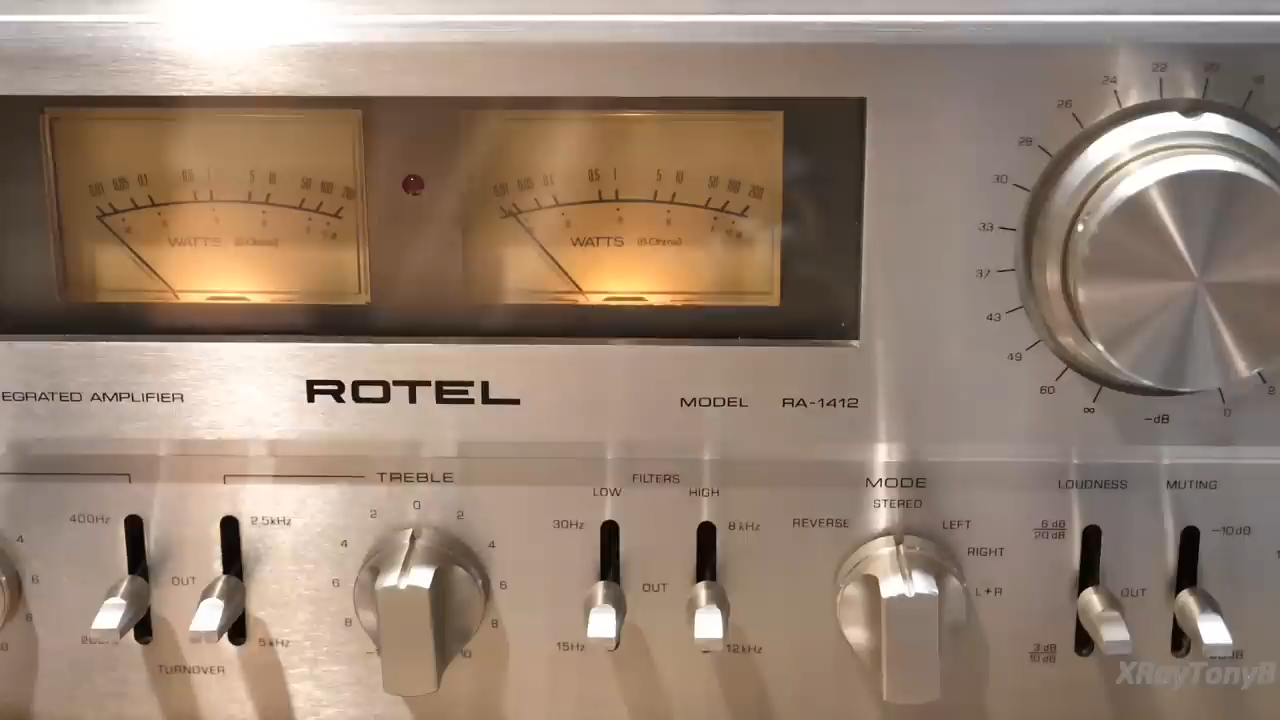 24 22 20 18
26
28
30
33
37
43
49
60
∞ -dB 0 2
0.01 0.05 0.1 0.5 1 5 10 50 100 200
WATTS (8-Ohms)
0.01 0.05 0.1 0.5 1 5 10 50 100 200
WATTS (8-Ohms)
EGRATED AMPLIFIER
ROTEL
MODEL RA-1412
400Hz
OUT
2.5kHz
5kHz
TURNOVER
TREBLE
0
2 2
4 4
6 6
8 8
10
4
6
8
FILTERS
LOW HIGH
30Hz 8kHz
OUT
15Hz 12kHz
MODE
STEREO
REVERSE LEFT
RIGHT
L+R
LOUDNESS MUTING
6 dB
20 dB
-10dB
OUT
3 dB
10 dB
XRayTonyB